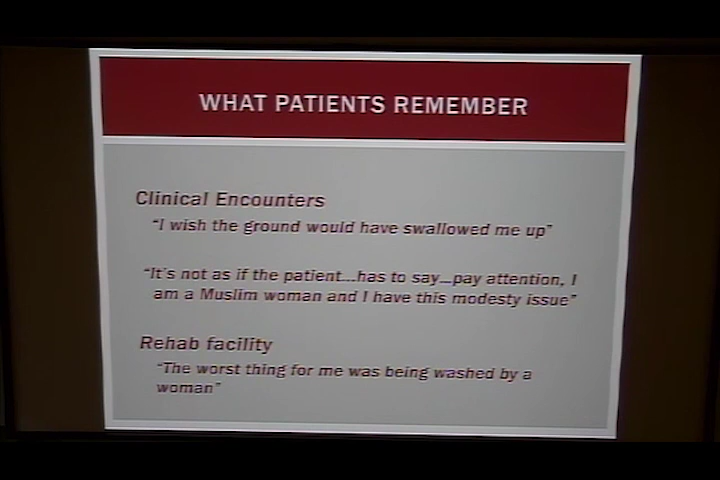 WHAT PATIENTS REMEMBER
Clinical Encounters
"I wish the ground would have swallowed me up"
"It's not as if the patient...has to say...pay attention, I
am a Muslim woman and I have this modesty issue"
Rehab facility
"The worst thing for me was being washed by a
woman"